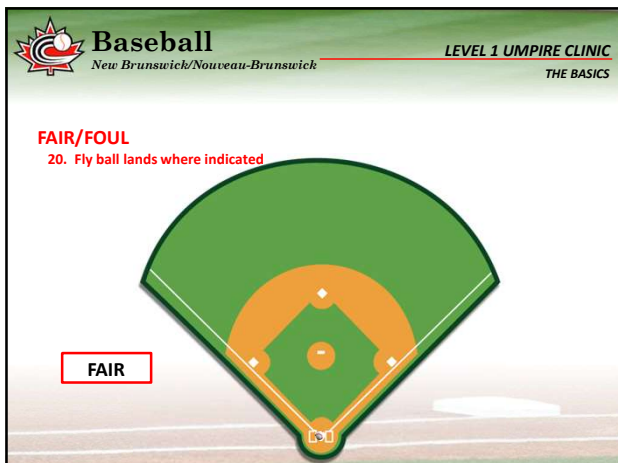 Baseball
New Brunswick/Nouveau-Brunswick
LEVEL 1 UMPIRE CLINIC
THE BASICS
FAIR/FOUL
20. Fly ball lands where indicated
FAIR